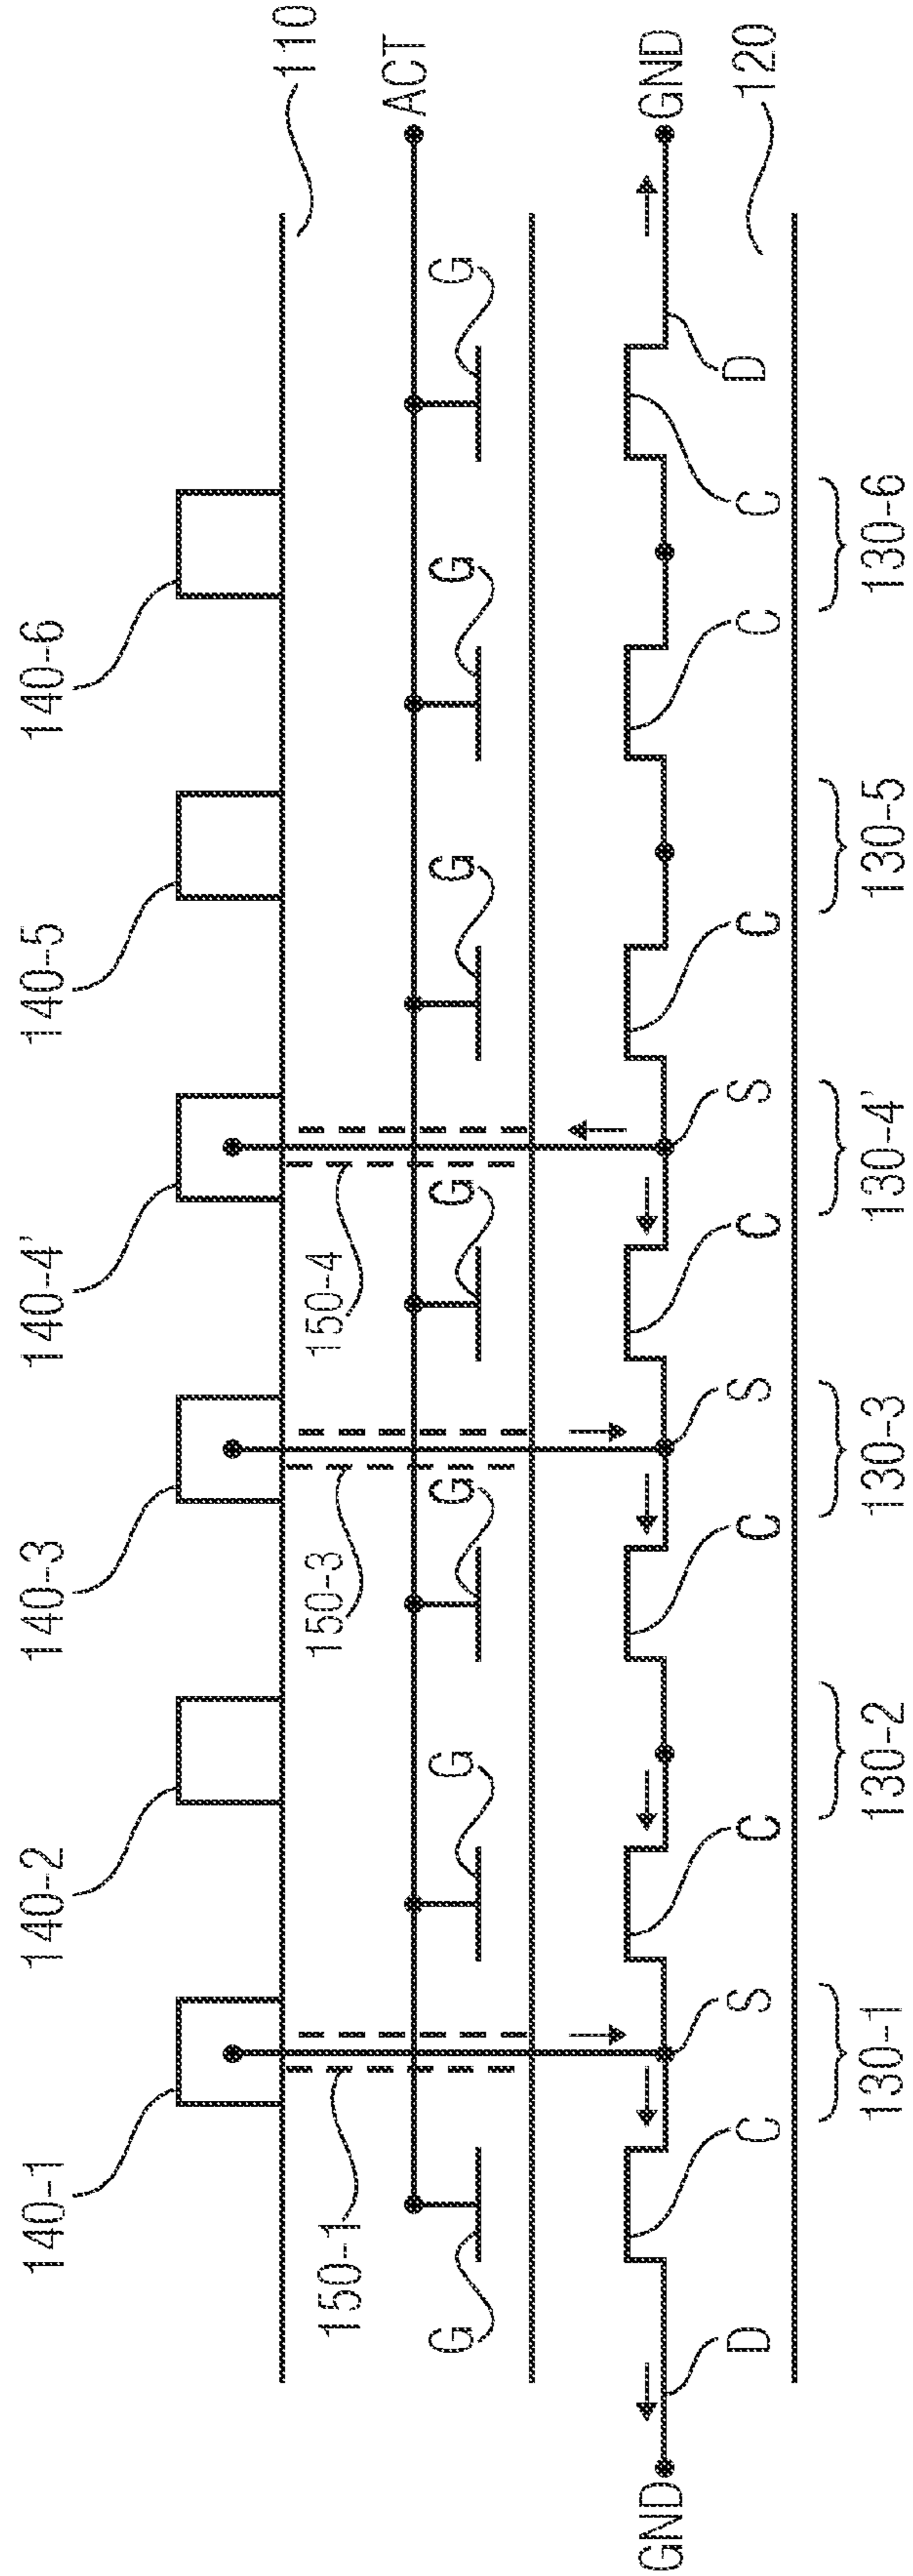 140-1 140-2 140-3 140-4' 140-5 140-6
110
150-1 150-3 150-4
ACT
G G G G G G G G
GND GND
D C C C C C C C C D
S S S
120
130-1 130-2 130-3 130-4' 130-5 130-6